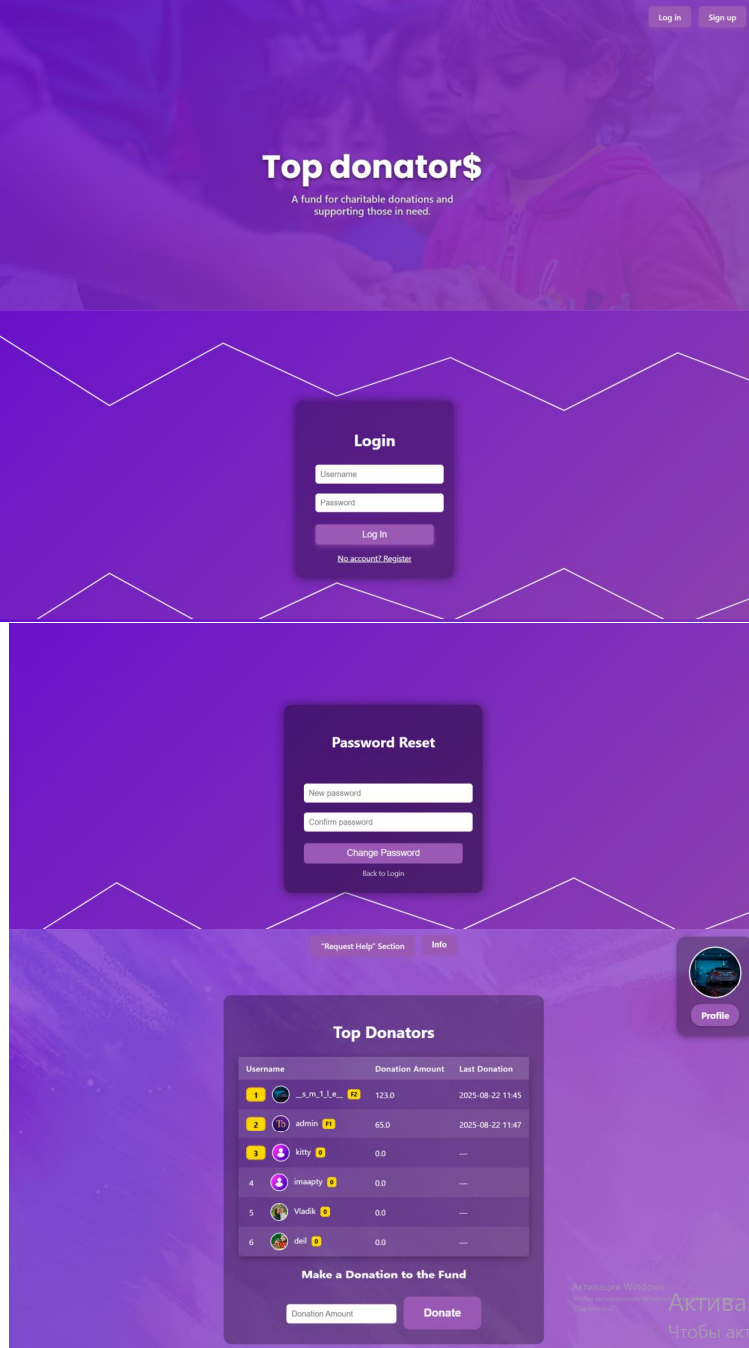 Log in
Sign up
Top donator$
A fund for charitable donations and
supporting those in need.
Login
Username
Password
Log In
No account? Register
Password Reset
New password
Confirm password
Change Password
Back to Login
"Request Help" Section
Info
Profile
Top Donators
Username Donation Amount Last Donation
1 __s_m_1_l_e__ F2 123.0 2025-08-22 11:45
2 admin F1 65.0 2025-08-22 11:47
3 kitty 0 0.0 —
4 imaapty 0 0.0 —
5 Vladik 0 0.0 —
6 deil 0 0.0 —
Make a Donation to the Fund
Donation Amount
Donate
Активация Windows
Чтобы активировать Windows
"Параметры"
Актива
Чтобы акт